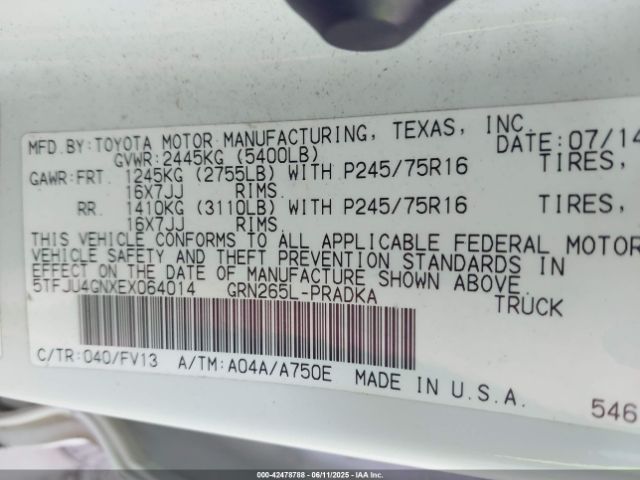 MFD.BY:TOYOTA MOTOR MANUFACTURING, TEXAS, INC. DATE:07/14
GVWR:2445KG (5400LB)
GAWR:FRT. 1245KG (2755LB) WITH P245/75R16 TIRES,
16X7JJ RIMS.
RR. 1410KG (3110LB) WITH P245/75R16 TIRES,
16X7JJ RIMS.
THIS VEHICLE CONFORMS TO ALL APPLICABLE FEDERAL MOTOR
VEHICLE SAFETY AND THEFT PREVENTION STANDARDS IN
EFFECT ON THE DATE OF MANUFACTURE SHOWN ABOVE.
5TFJU4GNXEX064014 GRN265L-PRADKA TRUCK
C/TR:040/FV13 A/TM:A04A/A750E MADE IN U.S.A.
546
000-42478788 - 06/11/2025 - IAAI